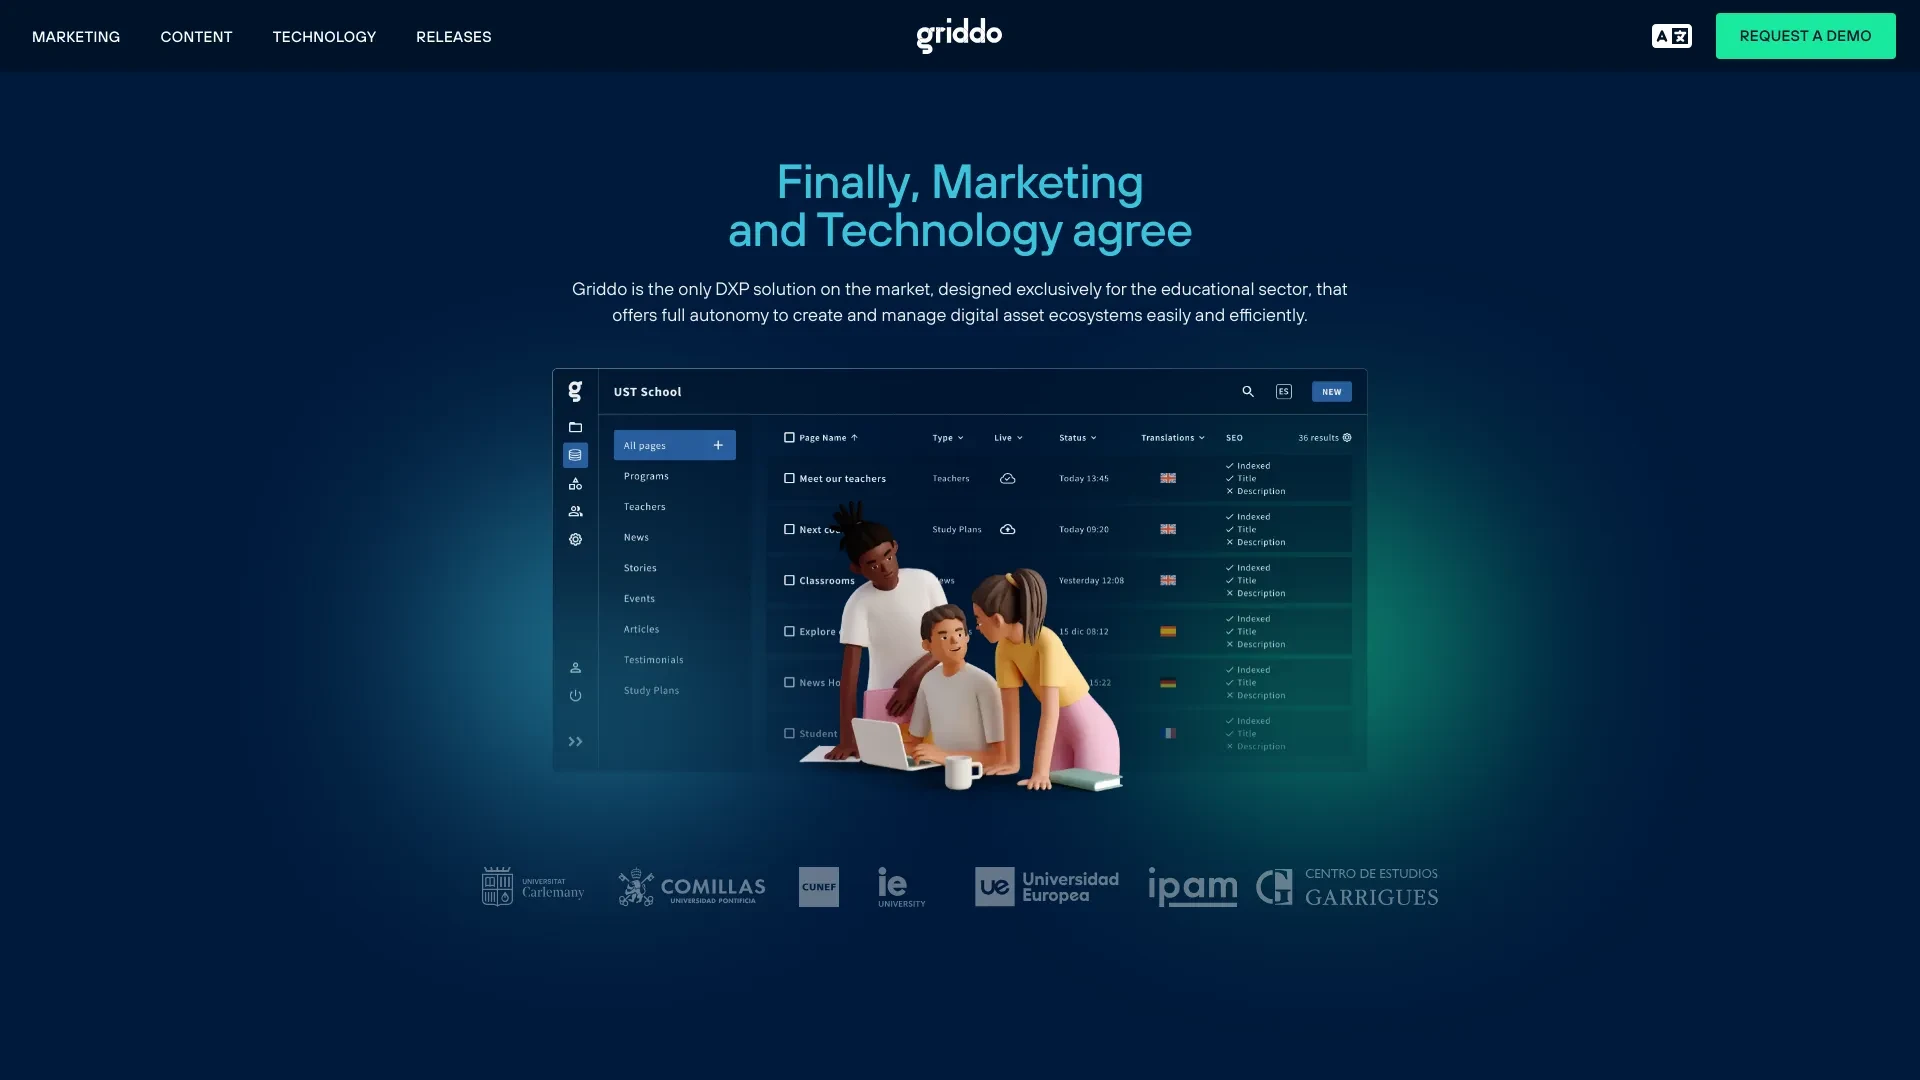 MARKETING
CONTENT
TECHNOLOGY
RELEASES
griddo
A
REQUEST A DEMO
Finally, Marketing
and Technology agree
Griddo is the only DXP solution on the market, designed exclusively for the educational sector, that
offers full autonomy to create and manage digital asset ecosystems easily and efficiently.
g
UST School
ES
NEW
All pages +
Programs
Teachers
News
Stories
Events
Articles
Testimonials
Study Plans
Page Name Type Live Status Translations SEO 36 results
Meet our teachers Teachers Today 13:45
Indexed
Title
Description
Next Study Plans Today 09:20
Indexed
Title
Description
Classrooms Yesterday 12:08
Indexed
Title
Description
Explore 15 dic 08:12
Indexed
Title
Description
News 15:22
Indexed
Title
Description
Student
Indexed
Title
Description
UNIVERSITAT
Carlemany
COMILLAS
UNIVERSIDAD PONTIFICIA
CUNEF
ie
UNIVERSITY
ue
Universidad
Europea
ipam
CENTRO DE ESTUDIOS
GARRIGUES